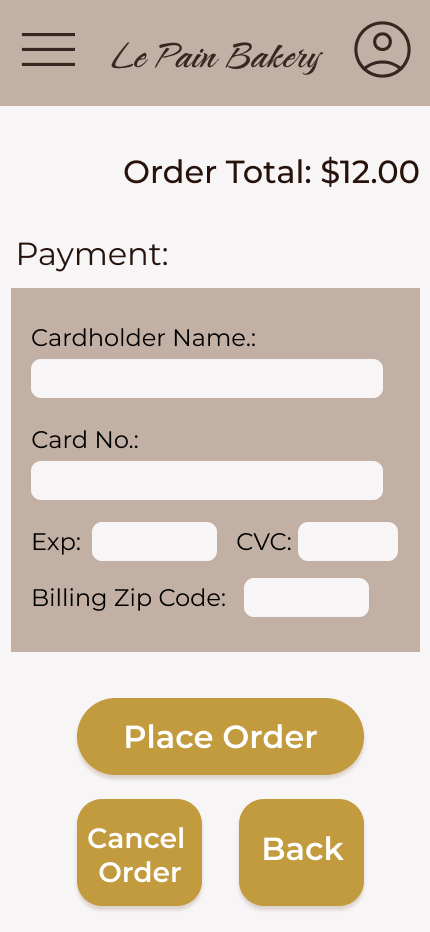 Le Pain Bakery
Order Total: $12.00
Payment:
Cardholder Name.:
Card No.:
Exp: CVC:
Billing Zip Code:
Place Order
Cancel
Order
Back